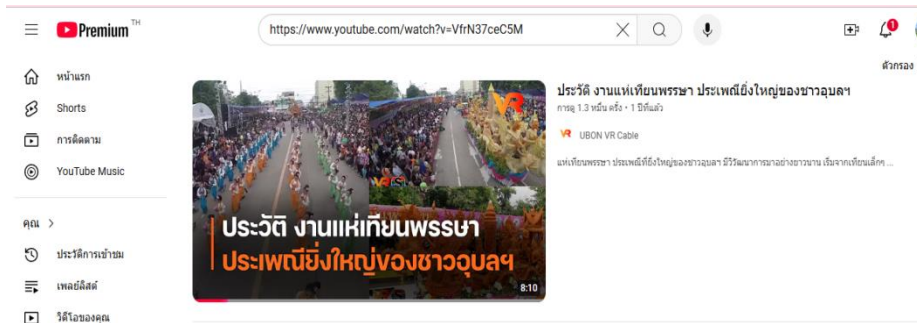 Premium TH
https://www.youtube.com/watch?v=VfrN37ceC5M
9
หน้าแรก
Shorts
การติดตาม
YouTube Music
คุณ >
ประวัติการเข้าชม
เพลย์ลิสต์
วิดีโอของคุณ
ตัวกรอง
VR
ประวัติ งานแห่เทียนพรรษา
ประเพณียิ่งใหญ่ของชาวอุบลฯ
8:10
ประวัติ งานแห่เทียนพรรษา ประเพณียิ่งใหญ่ของชาวอุบลฯ
การดู 1.3 หมื่น ครั้ง • 1 ปีที่แล้ว
VR UBON VR Cable
แห่เทียนพรรษา ประเพณีที่ยิ่งใหญ่ของชาวอุบลฯ มีวิวัฒนาการมาอย่างยาวนาน เริ่มจากเทียนเล็กๆ ...